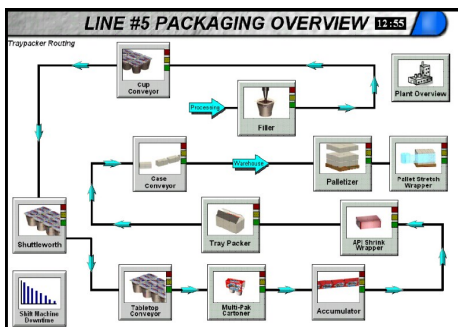 LINE #5 PACKAGING OVERVIEW 12:55
Traypacker Routing
Cup
Conveyor
Processing
Filler
Plant Overview
Case
Conveyor
Warehouse
Palletizer
Pallet Stretch
Wrapper
Shuttleworth
Tray Packer
APi Shrink
Wrapper
Shift Machine
Downtime
Tabletop
Conveyor
Multi-Pak
Cartoner
Accumulator